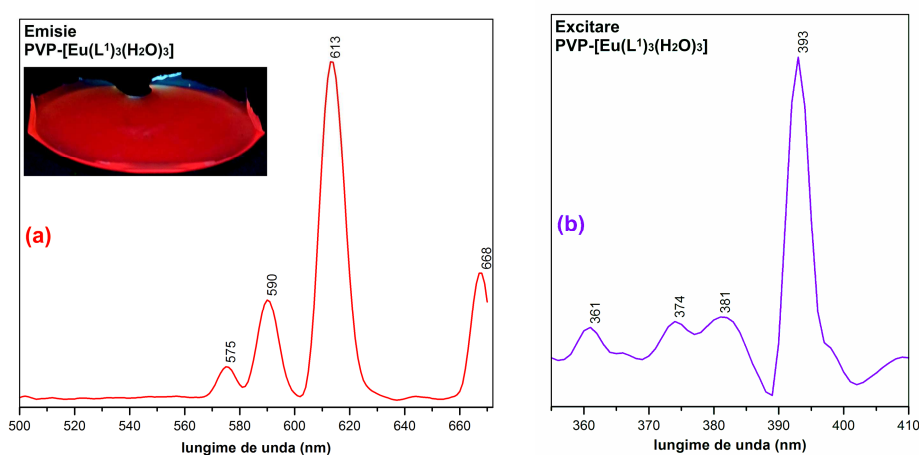 Emisie
PVP-[Eu(L¹)₃(H₂O)₃]
613
(a)
668
590
575
500 520 540 560 580 600 620 640 660
lungime de unda (nm)
Excitare
PVP-[Eu(L¹)₃(H₂O)₃]
393
(b)
361
374
381
360 370 380 390 400 410
lungime de unda (nm)